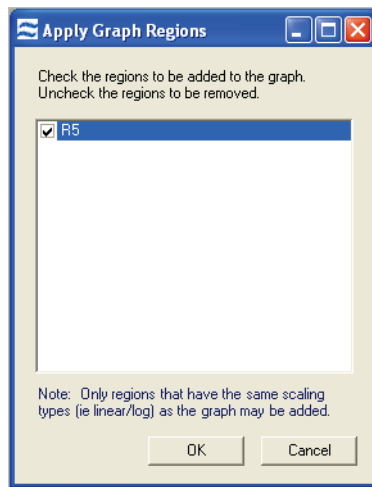 Apply Graph Regions
Check the regions to be added to the graph.
Uncheck the regions to be removed.
R5
Note:  Only regions that have the same scaling
types (ie linear/log) as the graph may be added.
OK
Cancel